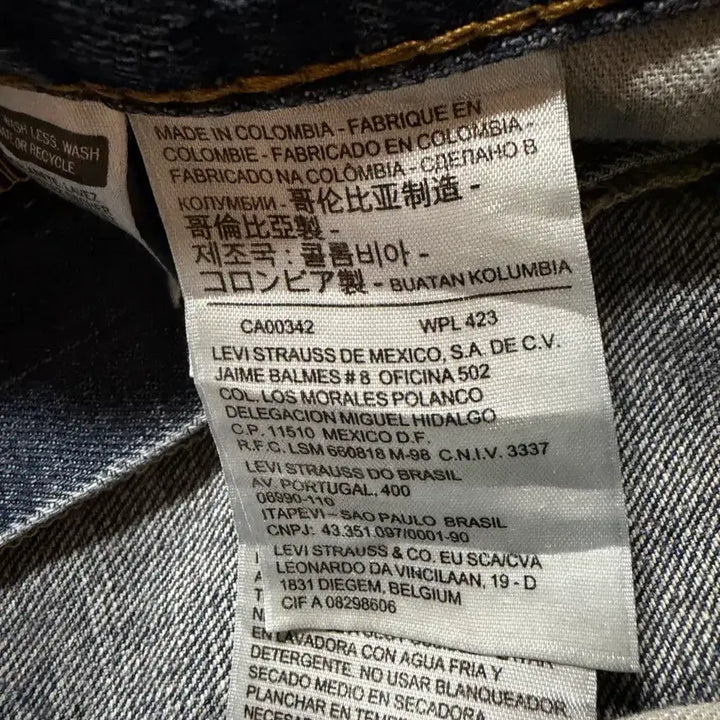 WASH LESS, WASH
OR RECYCLE
MADE IN COLOMBIA - FABRIQUE EN
COLOMBIE - FABRICADO EN COLOMBIA -
FABRICADO NA COLÔMBIA - СДЕЛАНО В
КОЛУМБИИ - 哥伦比亚制造 -
哥倫比亞製 -
제조국 : 콜롬비아 -
コロンビア製 - BUATAN KOLUMBIA
CA00342 WPL 423
LEVI STRAUSS DE MEXICO, S.A. DE C.V.
JAIME BALMES # 8 OFICINA 502
COL. LOS MORALES POLANCO
DELEGACION MIGUEL HIDALGO
C.P. 11510 MEXICO D.F.
R.F.C. LSM 660818 M-98 C.N.I.V. 3337
LEVI STRAUSS DO BRASIL
AV. PORTUGAL, 400
06690-110
ITAPEVI - SAO PAULO BRASIL
CNPJ: 43.351.097/0001-90
LEVI STRAUSS & CO. EU SCA/CVA
LEONARDO DA VINCILAAN, 19 - D
1831 DIEGEM, BELGIUM
CIF A 08298606
EN LAVADORA CON AGUA FRIA Y
DETERGENTE. NO USAR BLANQUEADOR
SECADO MEDIO EN SECADORA
PLANCHAR EN